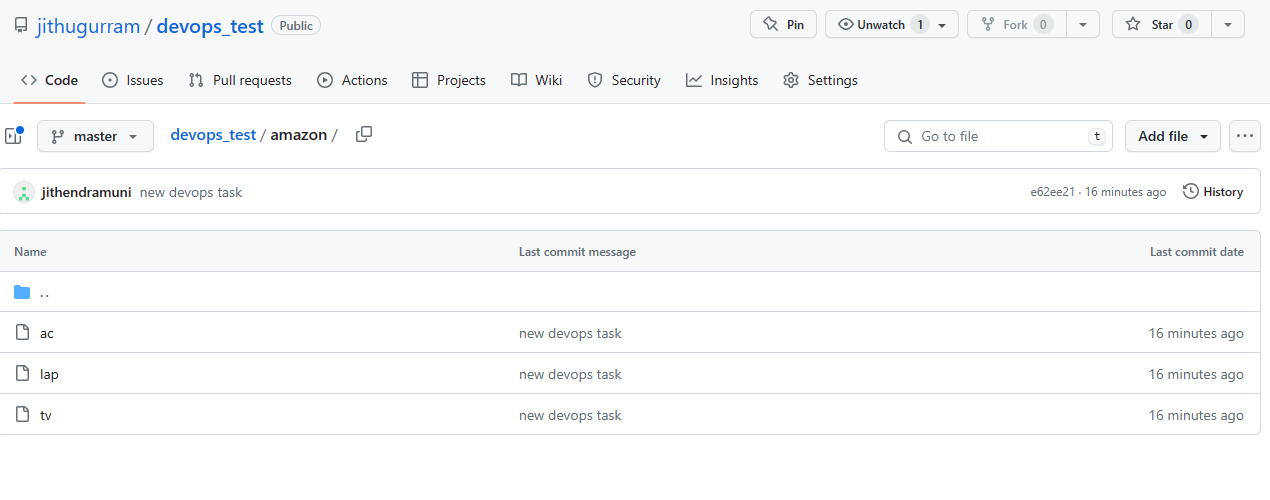 jithugurram / devops_test Public Pin Unwatch 1 Fork 0 Star 0
Code Issues Pull requests Actions Projects Wiki Security Insights Settings
master devops_test / amazon / Go to file t Add file ...
jithendramuni new devops task e62ee21 · 16 minutes ago History
Name Last commit message Last commit date
..
ac new devops task 16 minutes ago
lap new devops task 16 minutes ago
tv new devops task 16 minutes ago